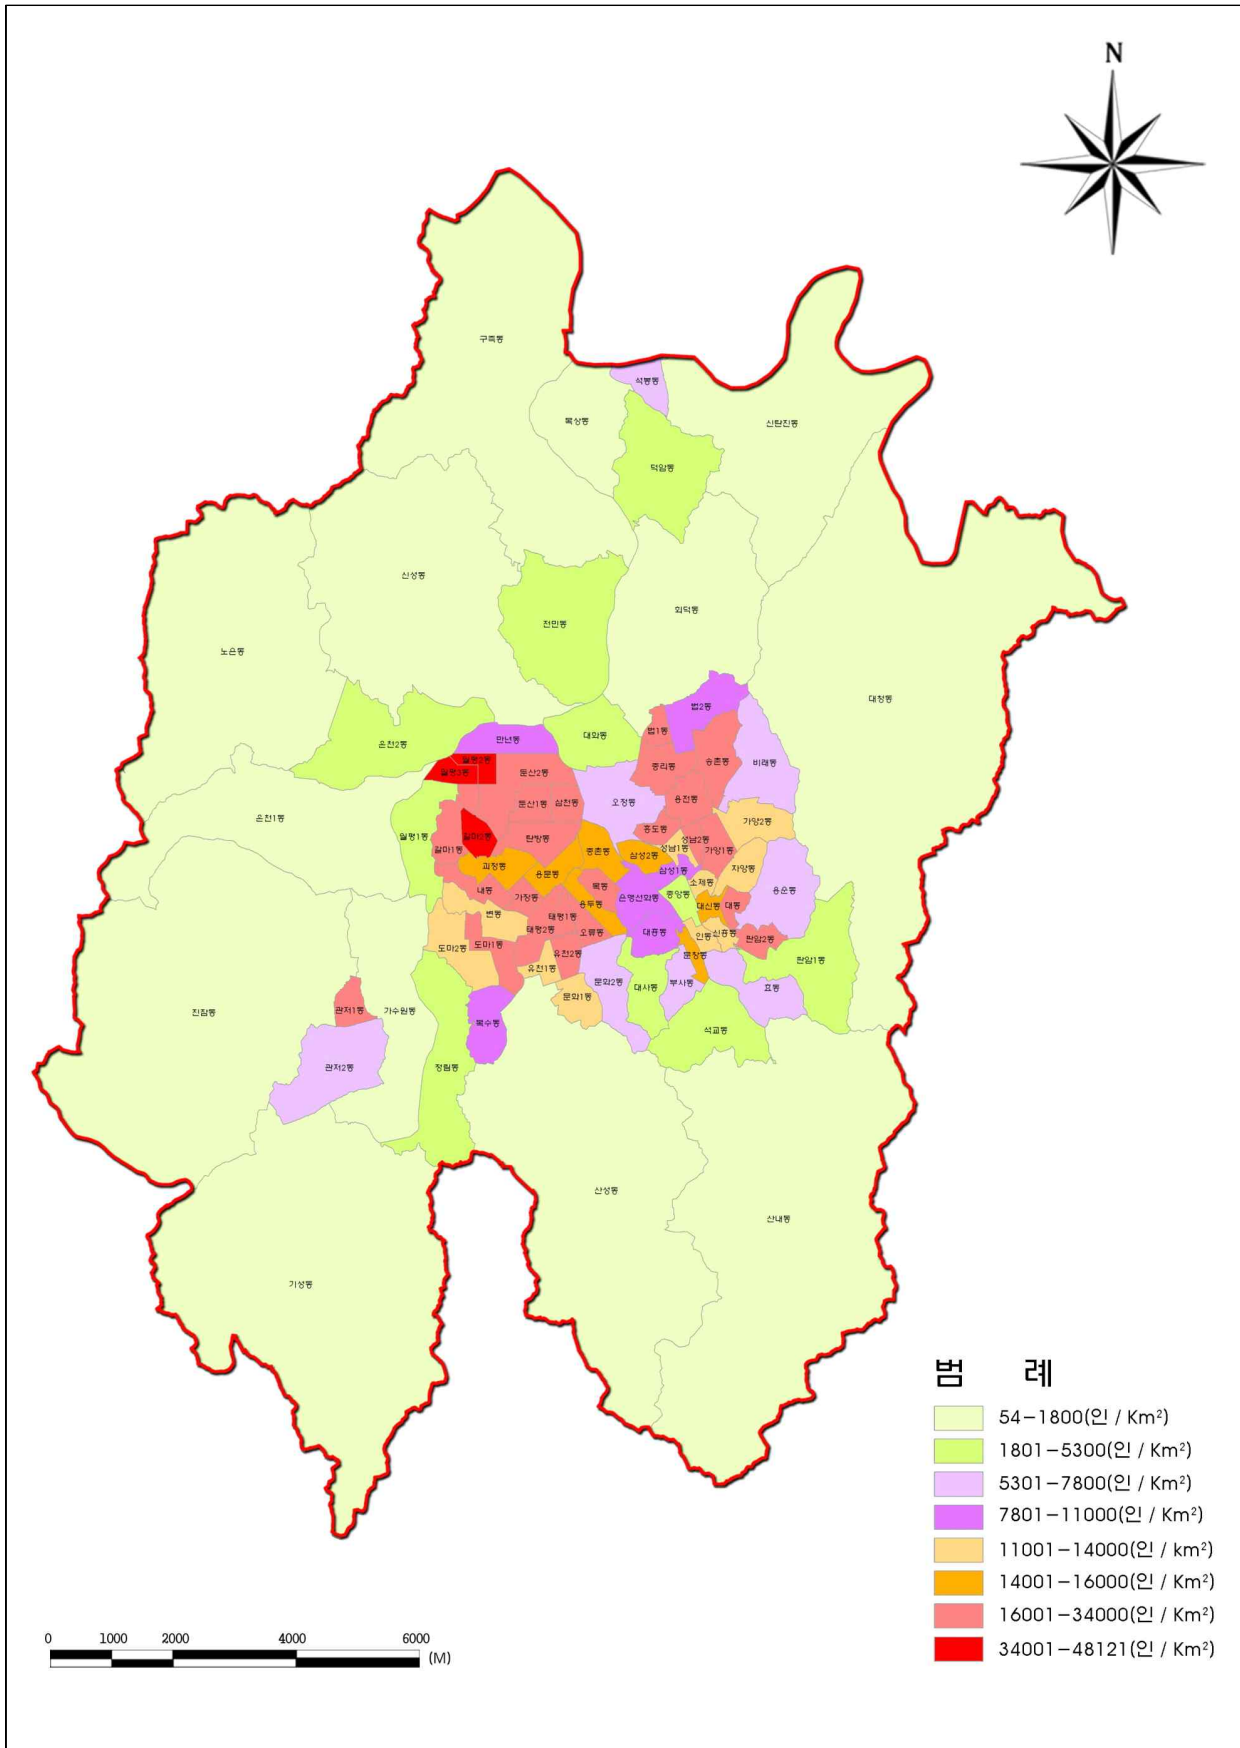 N
구즉동
석봉동
목상동
신탄진동
덕암동
신성동
회덕동
전민동
노은동
대청동
법2동
온천2동
만년동
대화동
법1동
월평2동
송촌동
비래동
월평3동
둔산2동
중리동
둔산1동
삼천동
오정동
용전동
온천1동
가양2동
월평1동
갈마2동
탄방동
홍도동
성남2동
갈마1동
중촌동
삼성2동
성남1동
가양1동
괴정동
용문동
삼성1동
자양동
소제동
내동
가장동
목동
은행선화동
중앙동
용운동
용두동
대신동
대동
변동
태평1동
태평2동
오류동
대흥동
인동
신흥동
판암2동
도마2동
도마1동
유천2동
문창동
유천1동
판암1동
문화2동
대사동
부사동
효동
문화1동
진잠동
관저1동
가수원동
복수동
석교동
관저2동
정림동
산성동
산내동
기성동
범 례
54-1800(인 / Km²)
1801-5300(인 / Km²)
5301-7800(인 / Km²)
7801-11000(인 / Km²)
11001-14000(인 / km²)
14001-16000(인 / Km²)
16001-34000(인 / Km²)
34001-48121(인 / Km²)
0 1000 2000 4000 6000
(M)